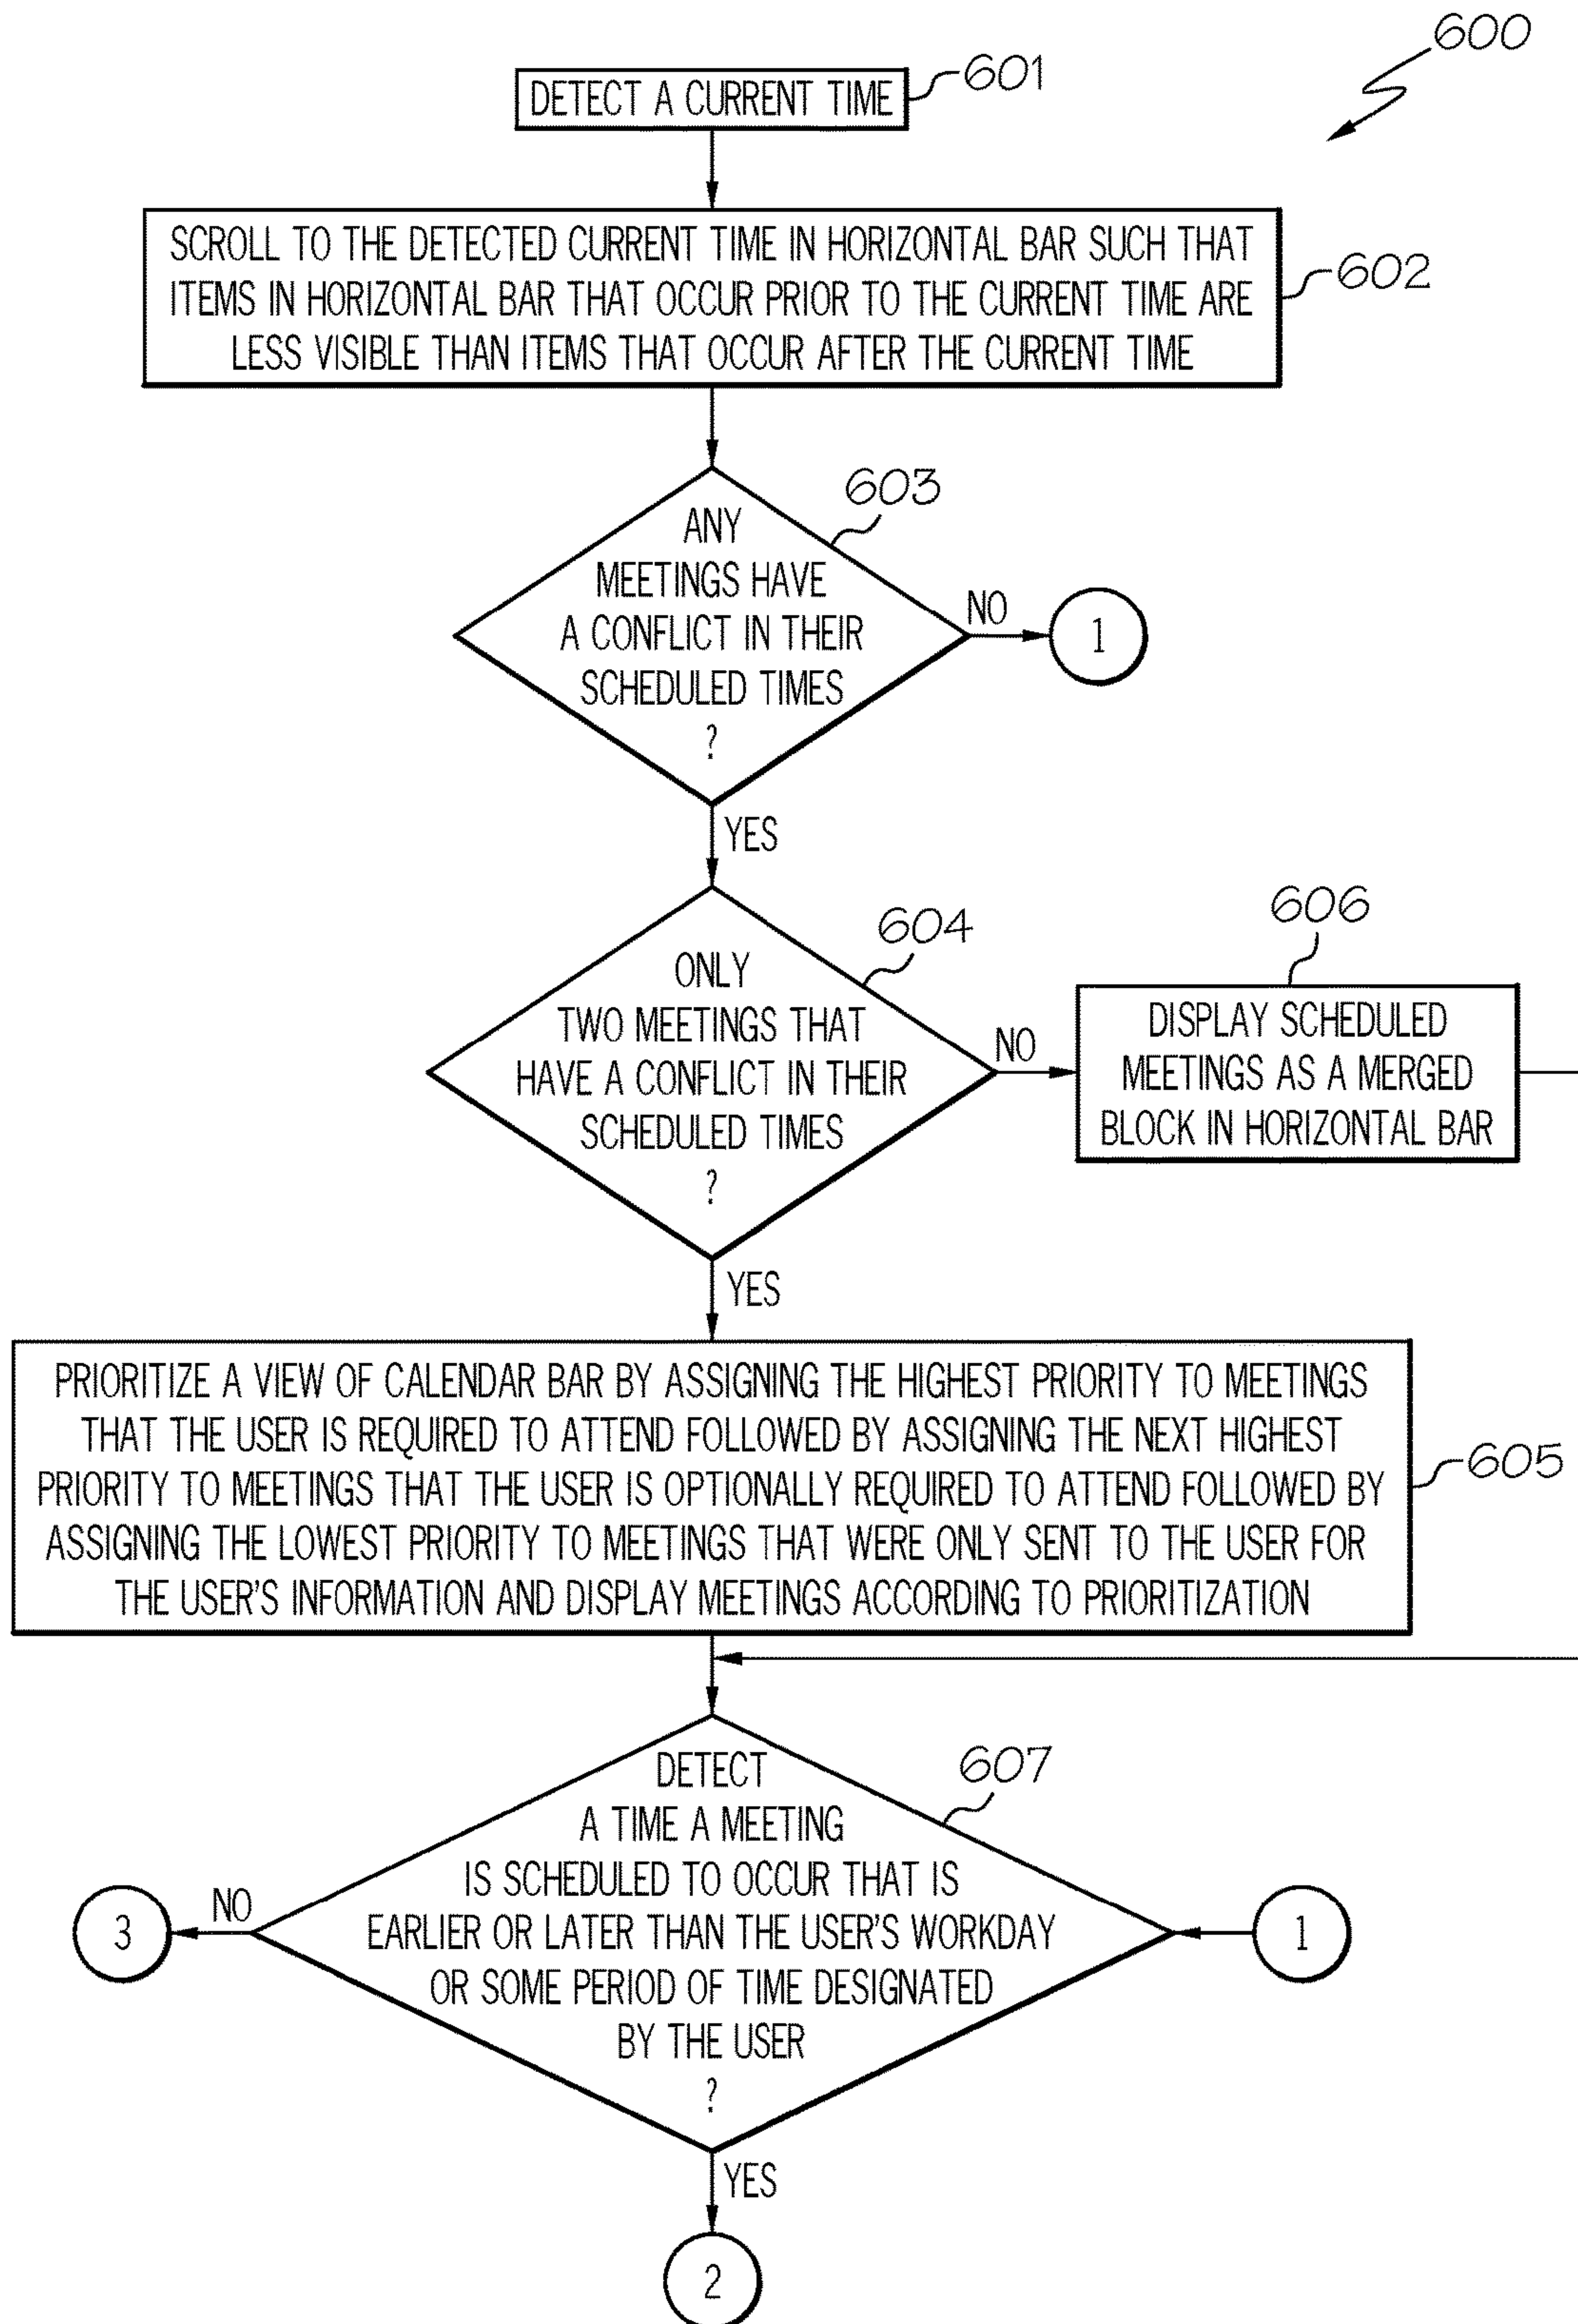 600
601
DETECT A CURRENT TIME
SCROLL TO THE DETECTED CURRENT TIME IN HORIZONTAL BAR SUCH THAT
ITEMS IN HORIZONTAL BAR THAT OCCUR PRIOR TO THE CURRENT TIME ARE
LESS VISIBLE THAN ITEMS THAT OCCUR AFTER THE CURRENT TIME
602
603
ANY
MEETINGS HAVE
A CONFLICT IN THEIR
SCHEDULED TIMES
?
NO
1
YES
604
ONLY
TWO MEETINGS THAT
HAVE A CONFLICT IN THEIR
SCHEDULED TIMES
?
NO
606
DISPLAY SCHEDULED
MEETINGS AS A MERGED
BLOCK IN HORIZONTAL BAR
YES
PRIORITIZE A VIEW OF CALENDAR BAR BY ASSIGNING THE HIGHEST PRIORITY TO MEETINGS
THAT THE USER IS REQUIRED TO ATTEND FOLLOWED BY ASSIGNING THE NEXT HIGHEST
PRIORITY TO MEETINGS THAT THE USER IS OPTIONALLY REQUIRED TO ATTEND FOLLOWED BY
ASSIGNING THE LOWEST PRIORITY TO MEETINGS THAT WERE ONLY SENT TO THE USER FOR
THE USER'S INFORMATION AND DISPLAY MEETINGS ACCORDING TO PRIORITIZATION
605
607
DETECT
A TIME A MEETING
IS SCHEDULED TO OCCUR THAT IS
EARLIER OR LATER THAN THE USER'S WORKDAY
OR SOME PERIOD OF TIME DESIGNATED
BY THE USER
?
NO
3
1
YES
2